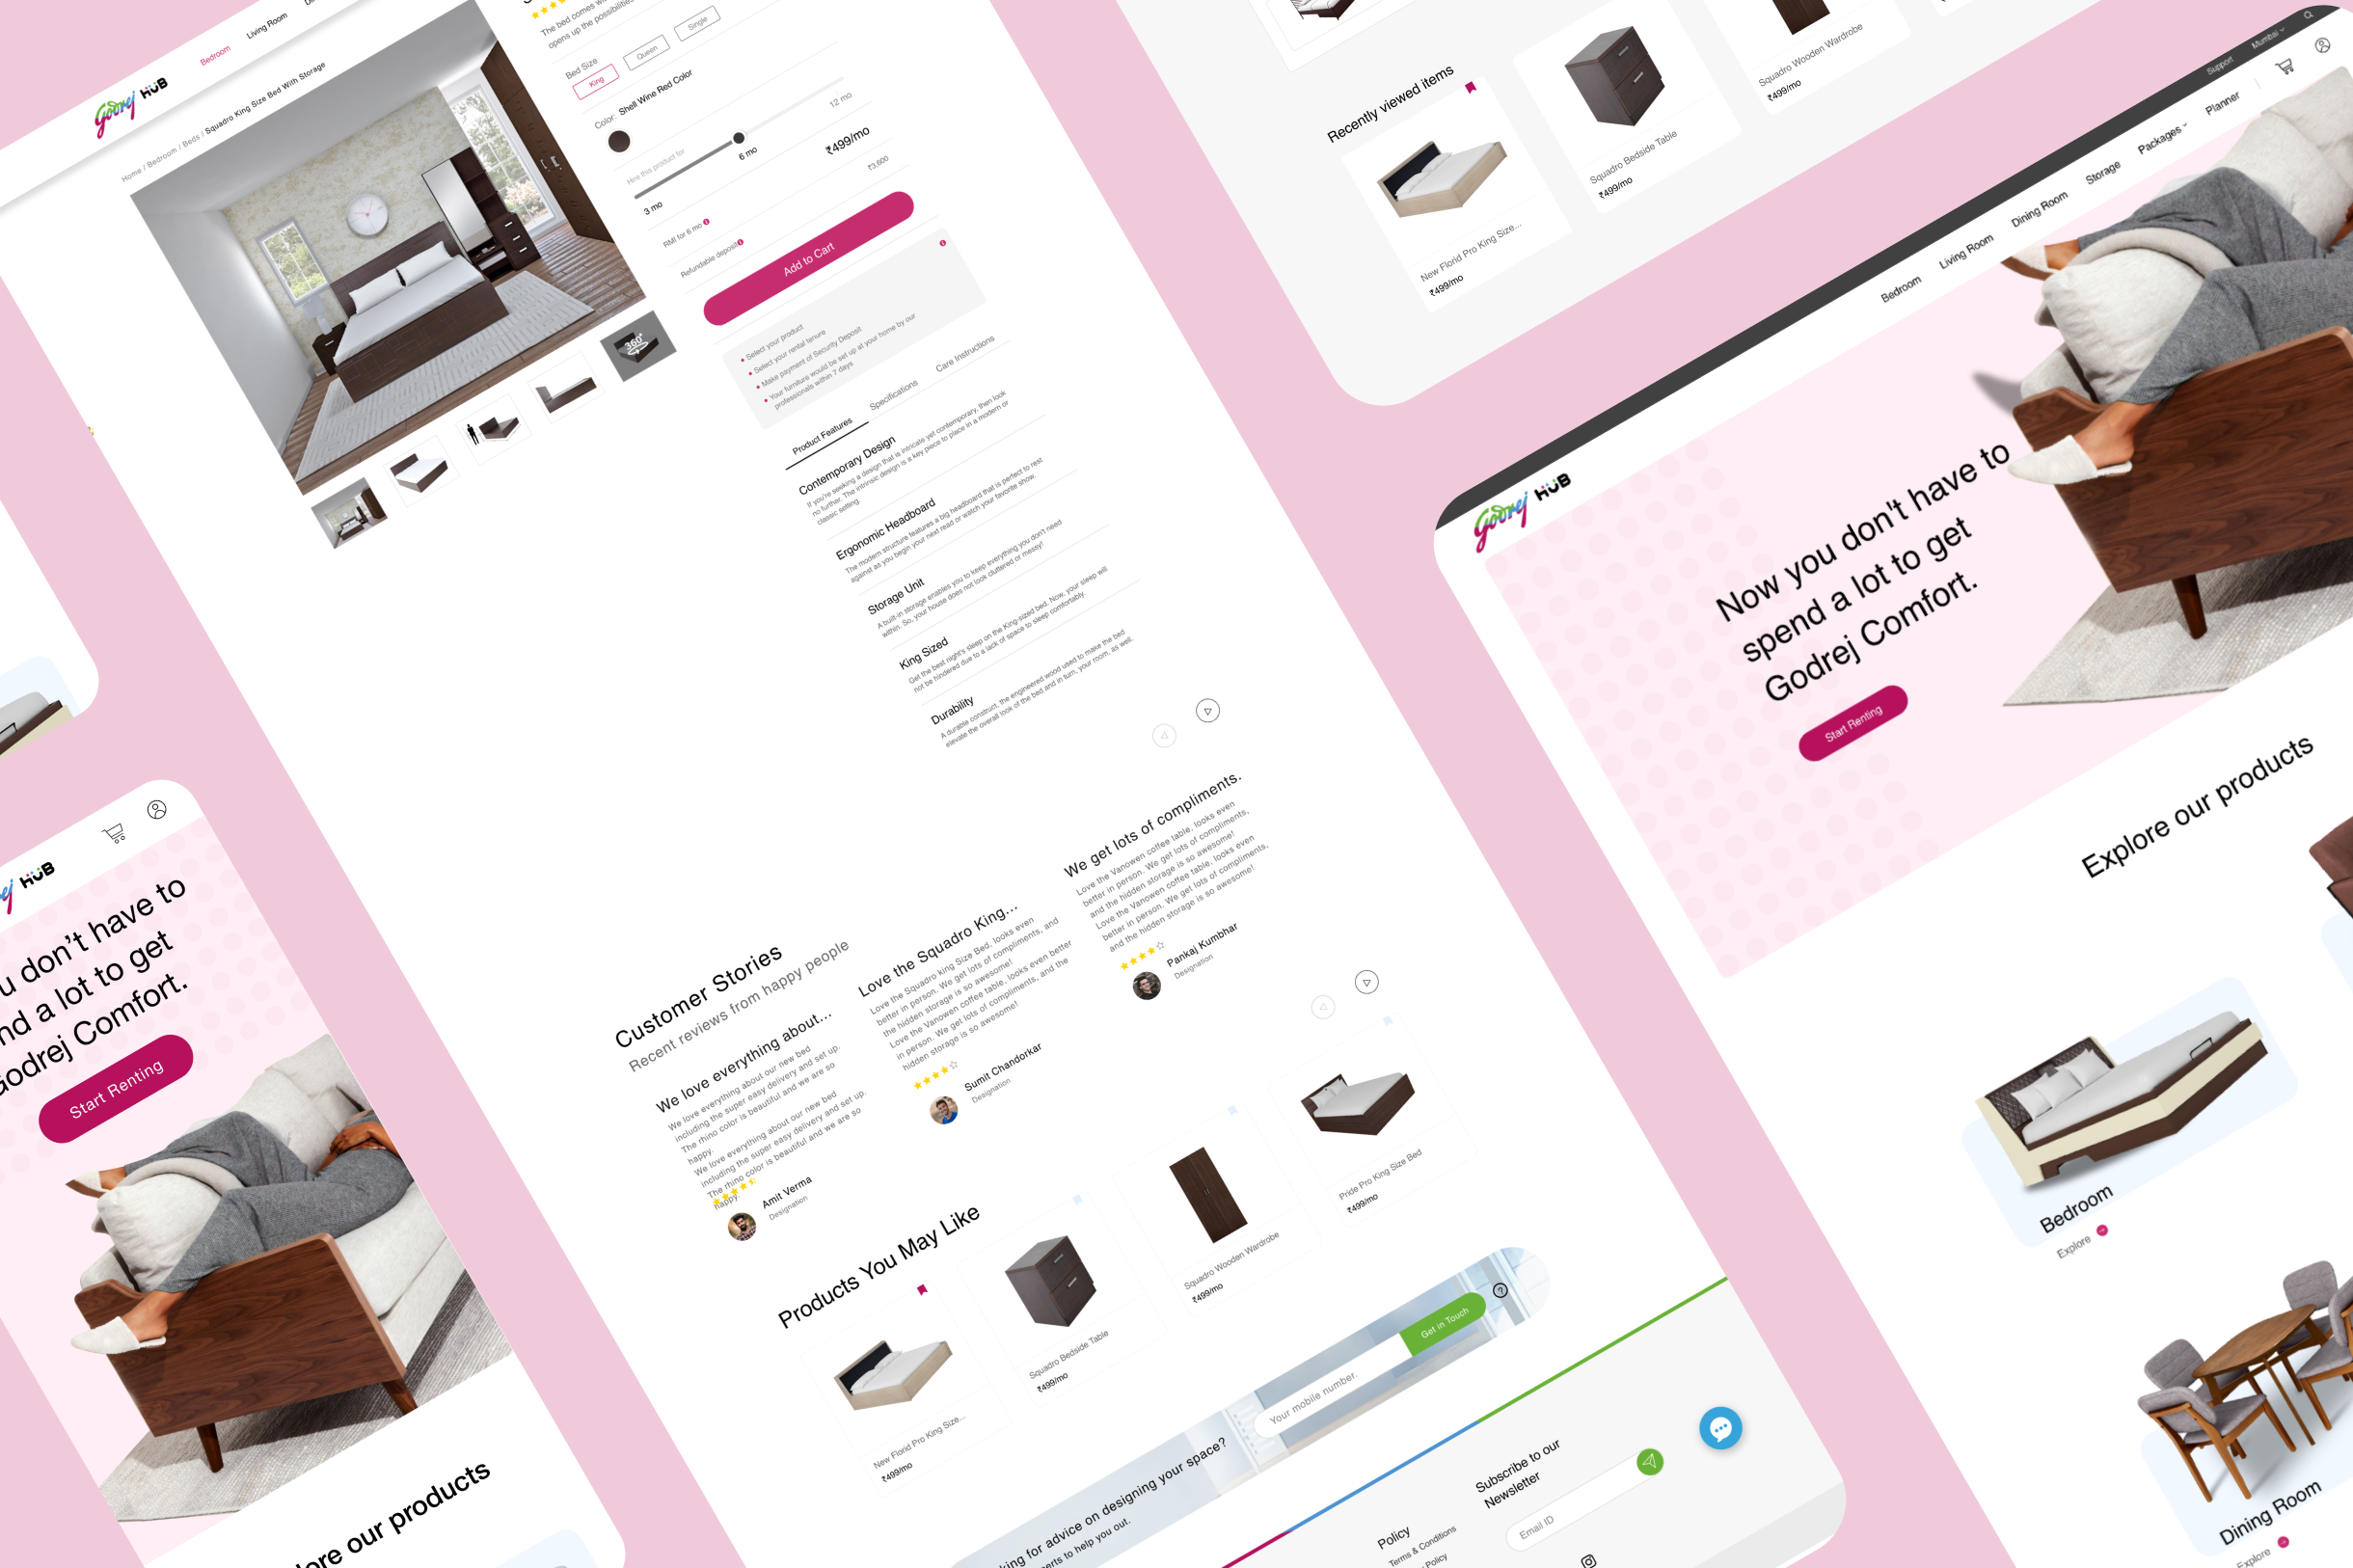 Godrej HUB
Bedroom
Living Room
Home / Bedroom / Beds / Squadro King Size Bed With Storage
The bed comes
opens up the possibilities
Bed Size
King
Queen
Single
Color: Shell Wine Red Color
Hire this product for
3 mo
6 mo
12 mo
RMI for 6 mo
₹499/mo
Refundable deposit
₹3,600
Add to Cart
Select your product
Select your rental tenure
Make payment of Security Deposit
Your furniture would be set up at your home by our
professionals within 7 days
360°
Product Features
Specifications
Care Instructions
Contemporary Design
If you're seeking a design that is intricate yet contemporary, then look
no further. The intrinsic design is a key piece to place in a modern or
classic setting.
Ergonomic Headboard
The modern structure features a big headboard that is perfect to rest
against as you begin your next read or watch your favorite show.
Storage Unit
A built-in storage enables you to keep everything you don't need
within. So, your house does not look cluttered or messy!
King Sized
Get the best night's sleep on the King-sized bed. Now, your sleep will
not be hindered due to a lack of space to sleep comfortably.
Durability
A durable construct, the engineered wood used to make the bed
elevate the overall look of the bed and in turn, your room, as well.
Customer Stories
Recent reviews from happy people
We love everything about...
We love everything about our new bed
including the super easy delivery and set up.
The rhino color is beautiful and we are so
happy.
We love everything about our new bed
including the super easy delivery and set up.
The rhino color is beautiful and we are so
happy.
Amit Verma
Designation
Love the Squadro King...
Love the Squadro king Size Bed, looks even
better in person. We get lots of compliments, and
the hidden storage is so awesome!
Love the Vanowen coffee table, looks even better
in person. We get lots of compliments, and the
hidden storage is so awesome!
Sumit Chandorkar
Designation
We get lots of compliments.
Love the Vanowen coffee table, looks even
better in person. We get lots of compliments,
and the hidden storage is so awesome!
Love the Vanowen coffee table, looks even
better in person. We get lots of compliments,
and the hidden storage is so awesome!
Pankaj Kumbhar
Designation
Products You May Like
New Florid Pro King Size...
₹499/mo
Squadro Bedside Table
₹499/mo
Squadro Wooden Wardrobe
₹499/mo
Pride Pro King Size Bed
₹499/mo
king for advice on designing your space?
erts to help you out.
Your mobile number.
Get in Touch
?
Policy
Terms & Conditions
Policy
Subscribe to our
Newsletter
Email ID
Recently viewed items
New Florid Pro King Size...
₹499/mo
Squadro Bedside Table
₹499/mo
Squadro Wooden Wardrobe
₹499/mo
Support
Mumbai
Godrej HUB
Bedroom
Living Room
Dining Room
Storage
Packages
Planner
Now you don't have to
spend a lot to get
Godrej Comfort.
Start Renting
Explore our products
Bedroom
Explore
Dining Room
Explore
HUB
u don't have to
nd a lot to get
Godrej Comfort.
Start Renting
lore our products